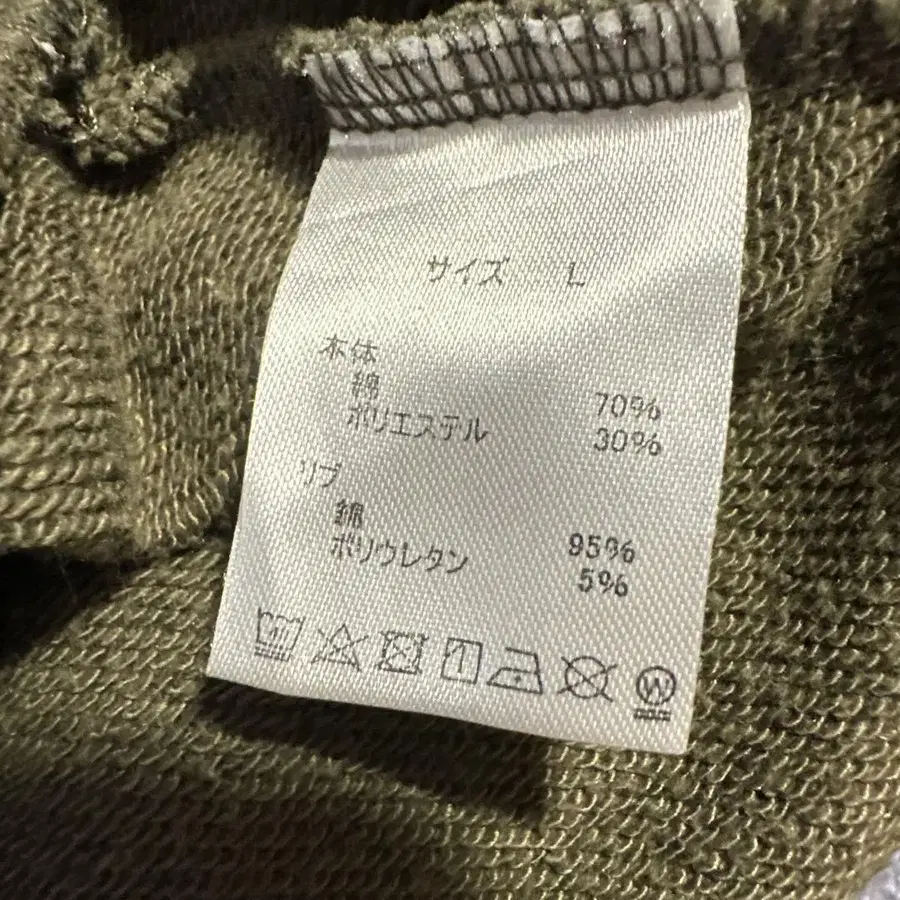 サイズ L
本体
綿 70%
ポリエステル 30%
リブ
綿 95%
ポリウレタン 5%